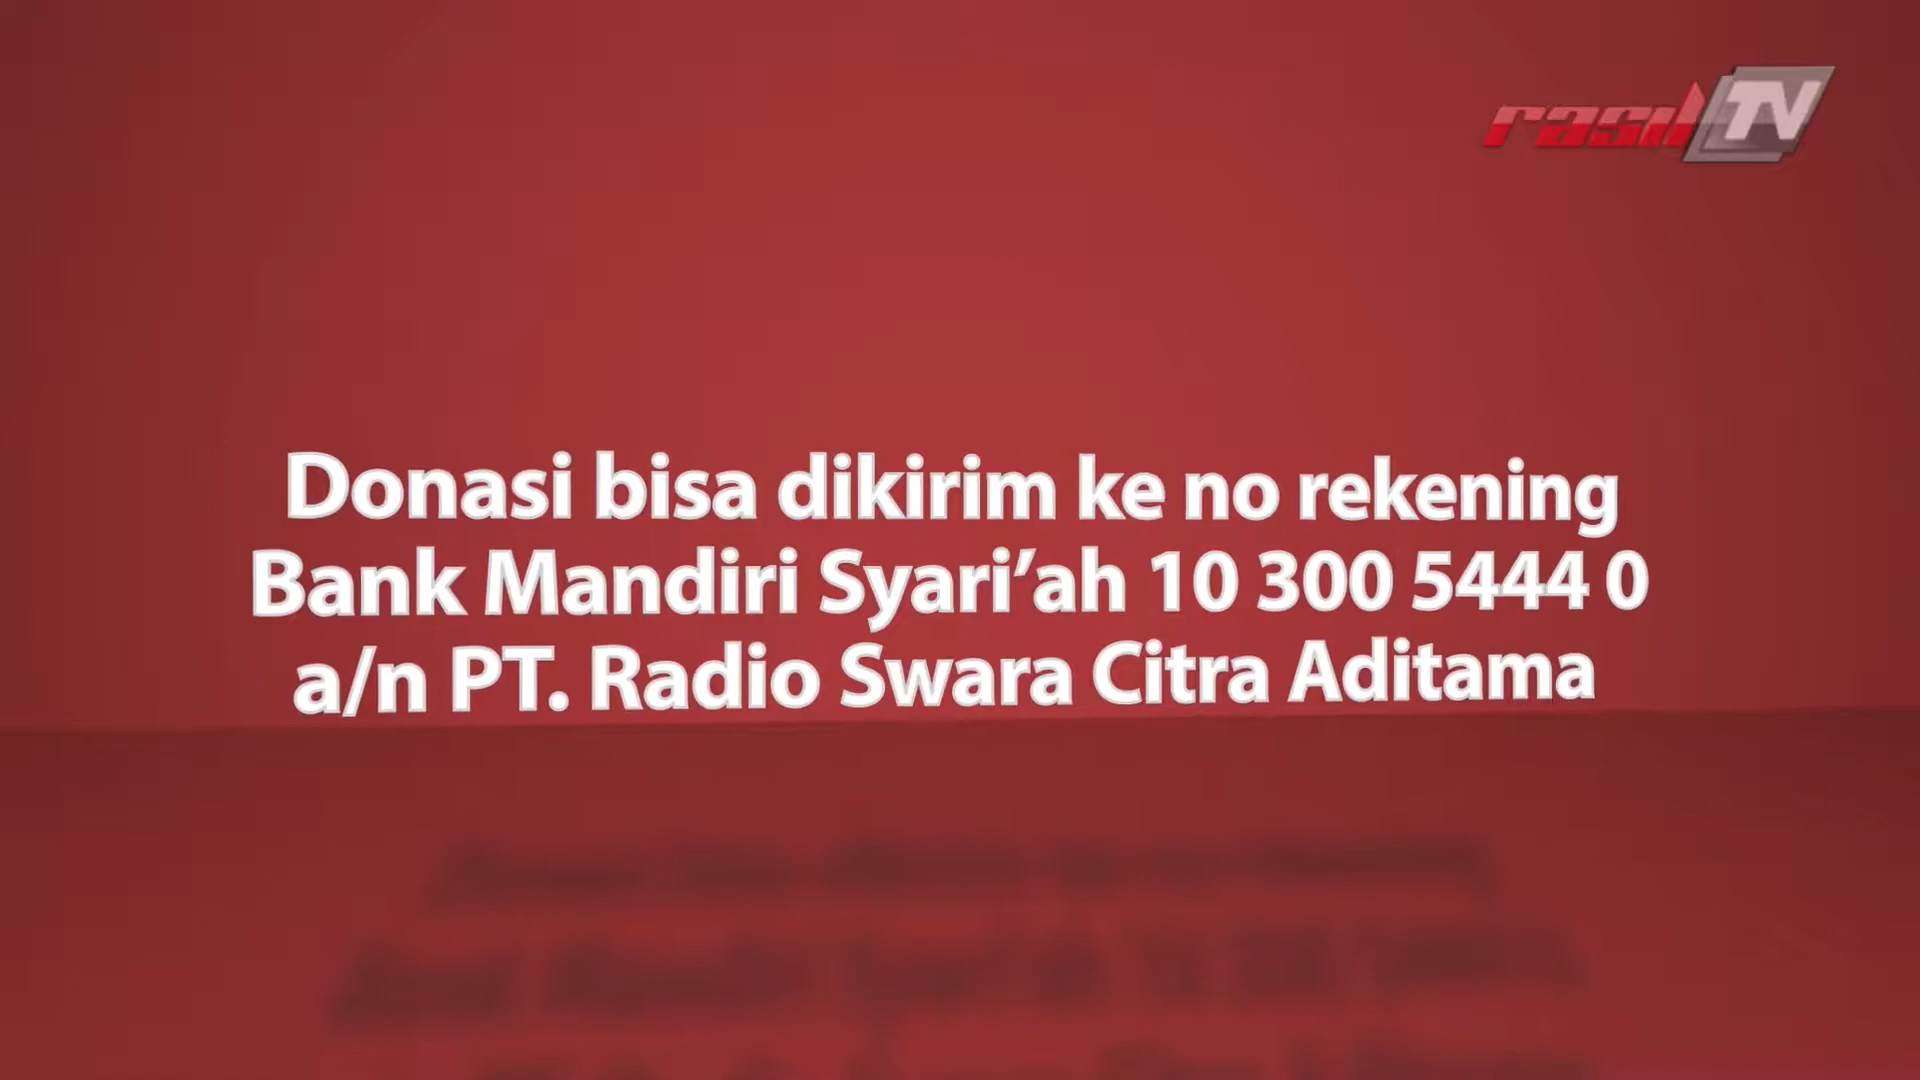 rasil TV
Donasi bisa dikirim ke no rekening
Bank Mandiri Syari’ah 10 300 5444 0
a/n PT. Radio Swara Citra Aditama